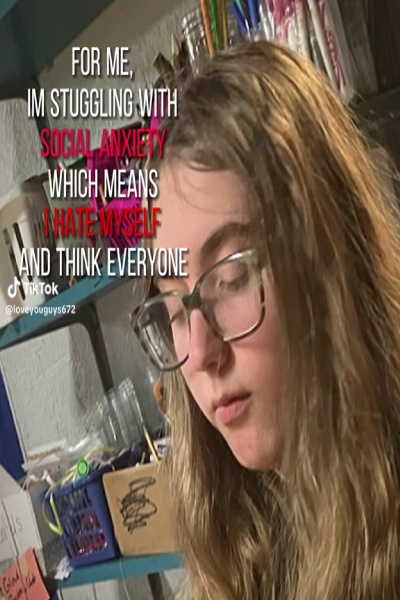 FOR ME,
IM STUGGLING WITH
SOCIAL ANXIETY
WHICH MEANS
I HATE MYSELF
AND THINK EVERYONE
TikTok
@loveyouguys672